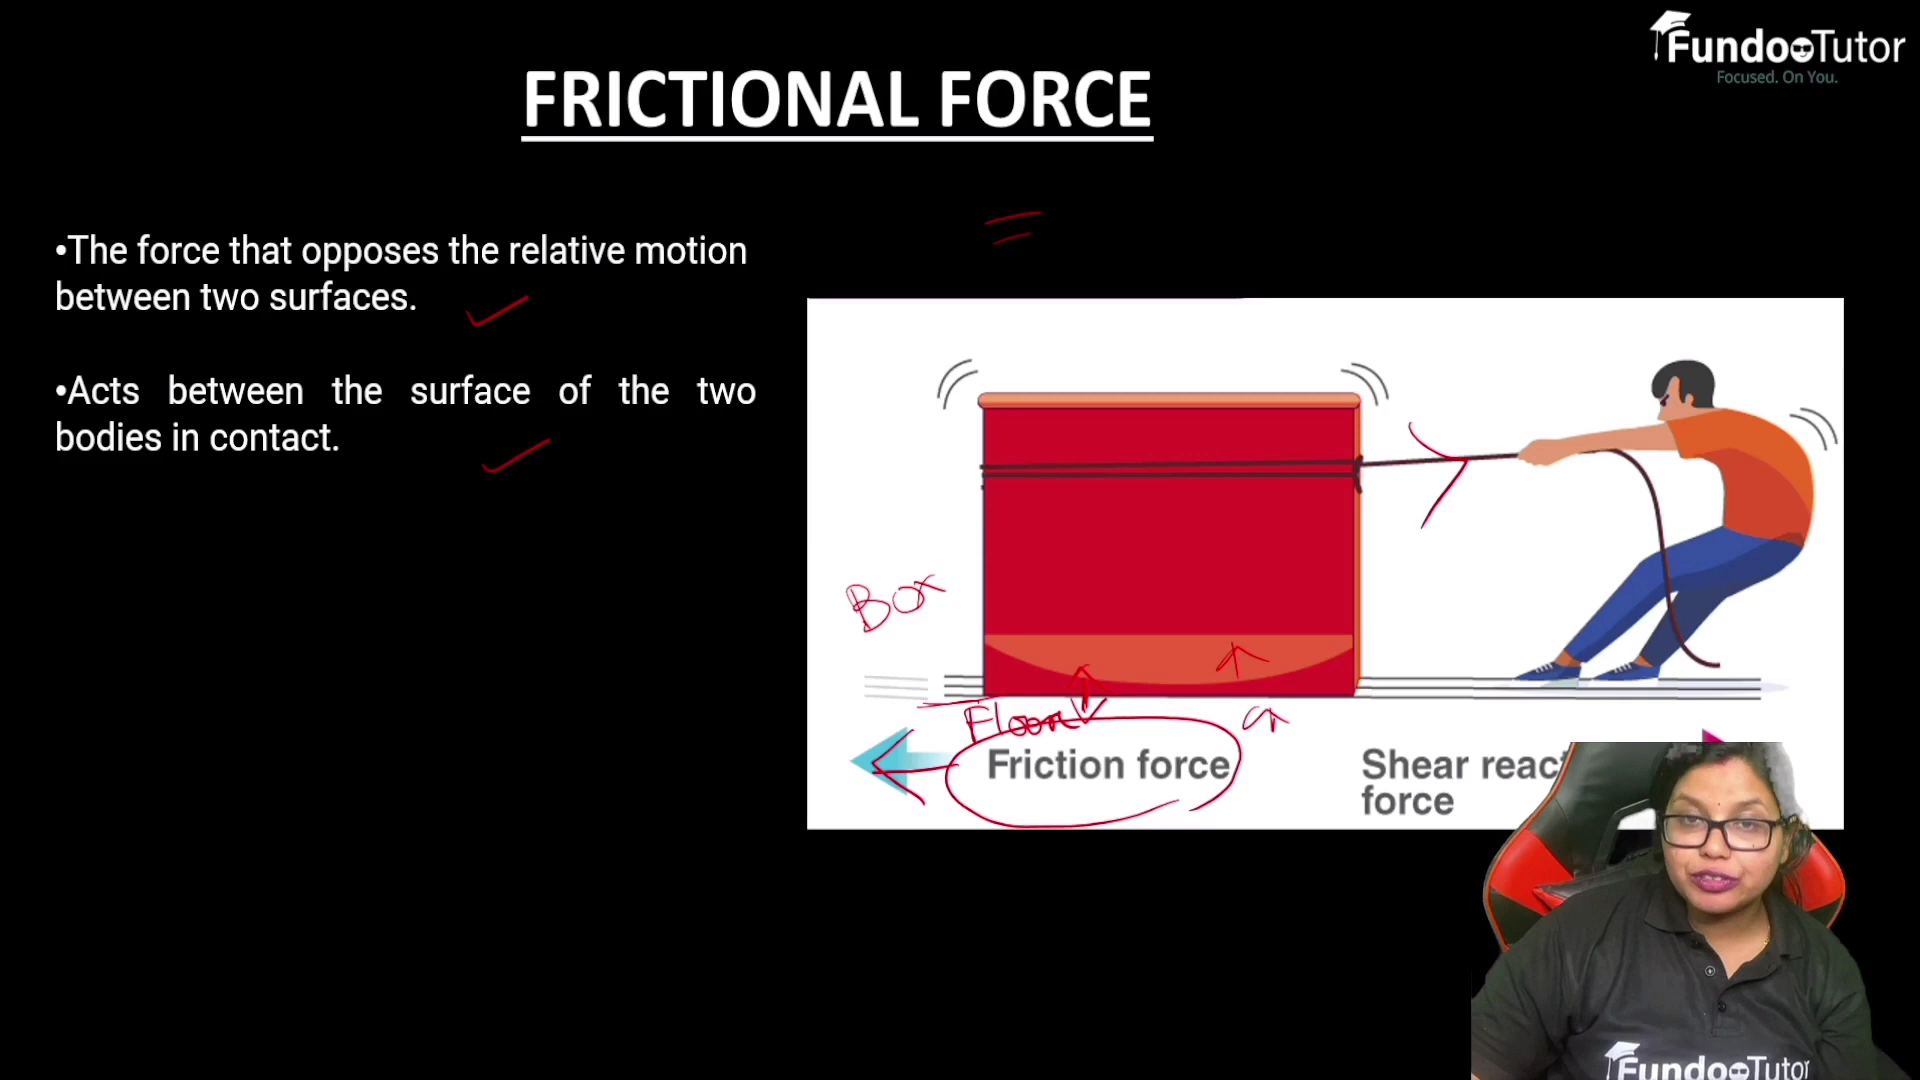 FundooTutor
Focused. On You.
FRICTIONAL FORCE
•The force that opposes the relative motion
between two surfaces.
•Acts between the surface of the two
bodies in contact.
Box
Floor
Friction force
Shear reac
force
FundooTutor